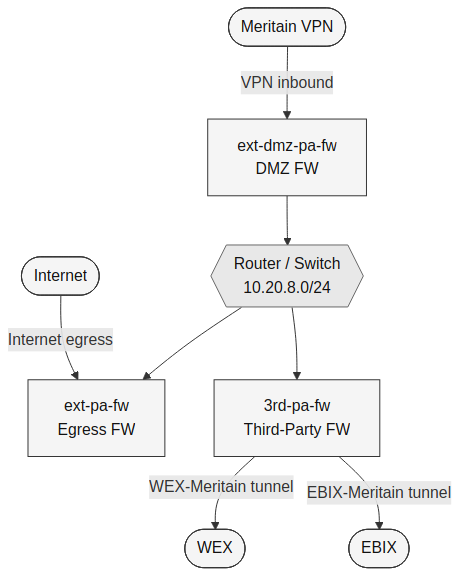 Meritain VPN
VPN inbound
ext-dmz-pa-fw
DMZ FW
Router / Switch
10.20.8.0/24
Internet
Internet egress
ext-pa-fw
Egress FW
3rd-pa-fw
Third-Party FW
WEX-Meritain tunnel
EBIX-Meritain tunnel
WEX
EBIX